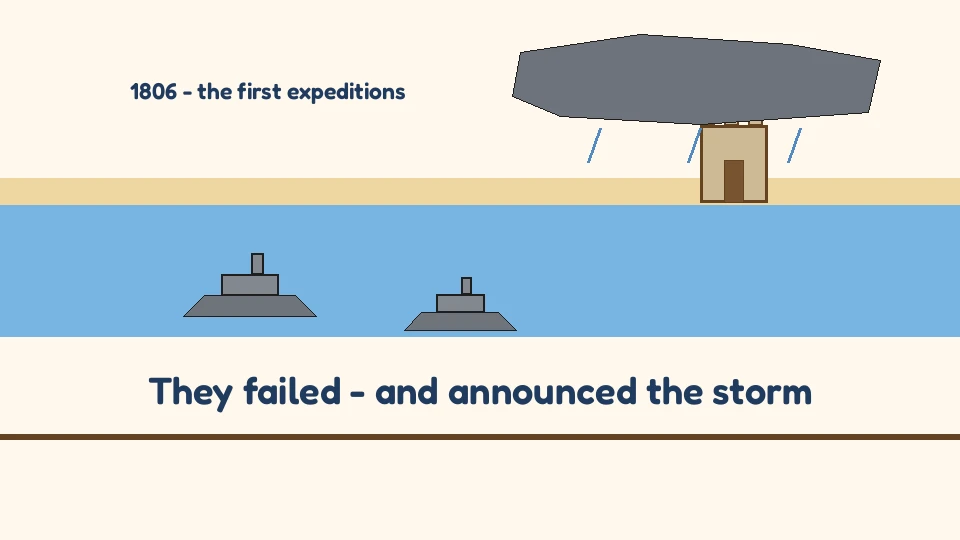 1806 - the first expeditions
They failed - and announced the storm